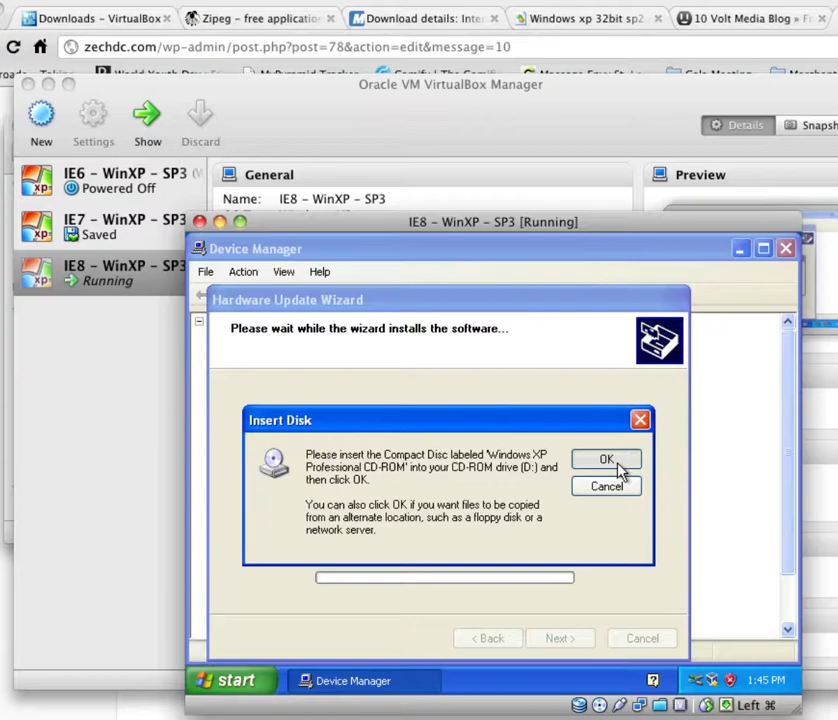 Downloads – VirtualBox
Zipeg – free applicatio
Download details: Inter
Windows xp 32bit sp2
10 Volt Media Blog » F
zechdc.com/wp-admin/post.php?post=78&action=edit&message=10
Oracle VM VirtualBox Manager
New
Settings
Show
Discard
Details
Snapsh
IE6 – WinXP – SP3
Powered Off
IE7 – WinXP – SP3
Saved
IE8 – WinXP – SP3
Running
General
Name: IE8 – WinXP – SP3
Preview
IE8 – WinXP – SP3 [Running]
Device Manager
File Action View Help
Hardware Update Wizard
Please wait while the wizard installs the software...
Insert Disk
Please insert the Compact Disc labeled 'Windows XP
Professional CD-ROM' into your CD-ROM drive (D:) and
then click OK.
You can also click OK if you want files to be copied
from an alternate location, such as a floppy disk or a
network server.
OK
Cancel
< Back
Next >
Cancel
start
Device Manager
1:45 PM
Left ⌘